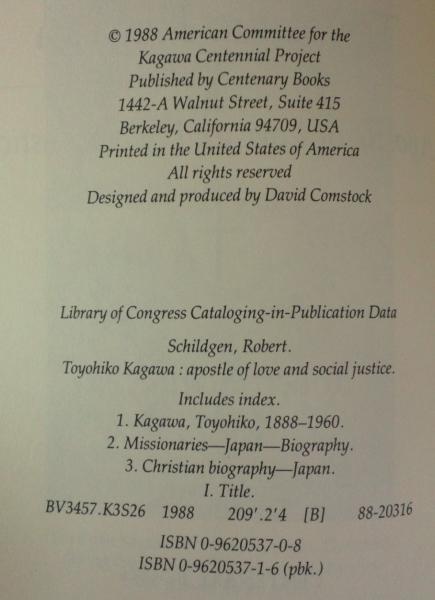 © 1988 American Committee for the
Kagawa Centennial Project
Published by Centenary Books
1442-A Walnut Street, Suite 415
Berkeley, California 94709, USA
Printed in the United States of America
All rights reserved
Designed and produced by David Comstock
Library of Congress Cataloging-in-Publication Data
Schildgen, Robert.
Toyohiko Kagawa : apostle of love and social justice.
Includes index.
1. Kagawa, Toyohiko, 1888–1960.
2. Missionaries—Japan—Biography.
3. Christian biography—Japan.
I. Title.
BV3457.K3S26 1988 209'.2'4 [B] 88-20316
ISBN 0-9620537-0-8
ISBN 0-9620537-1-6 (pbk.)